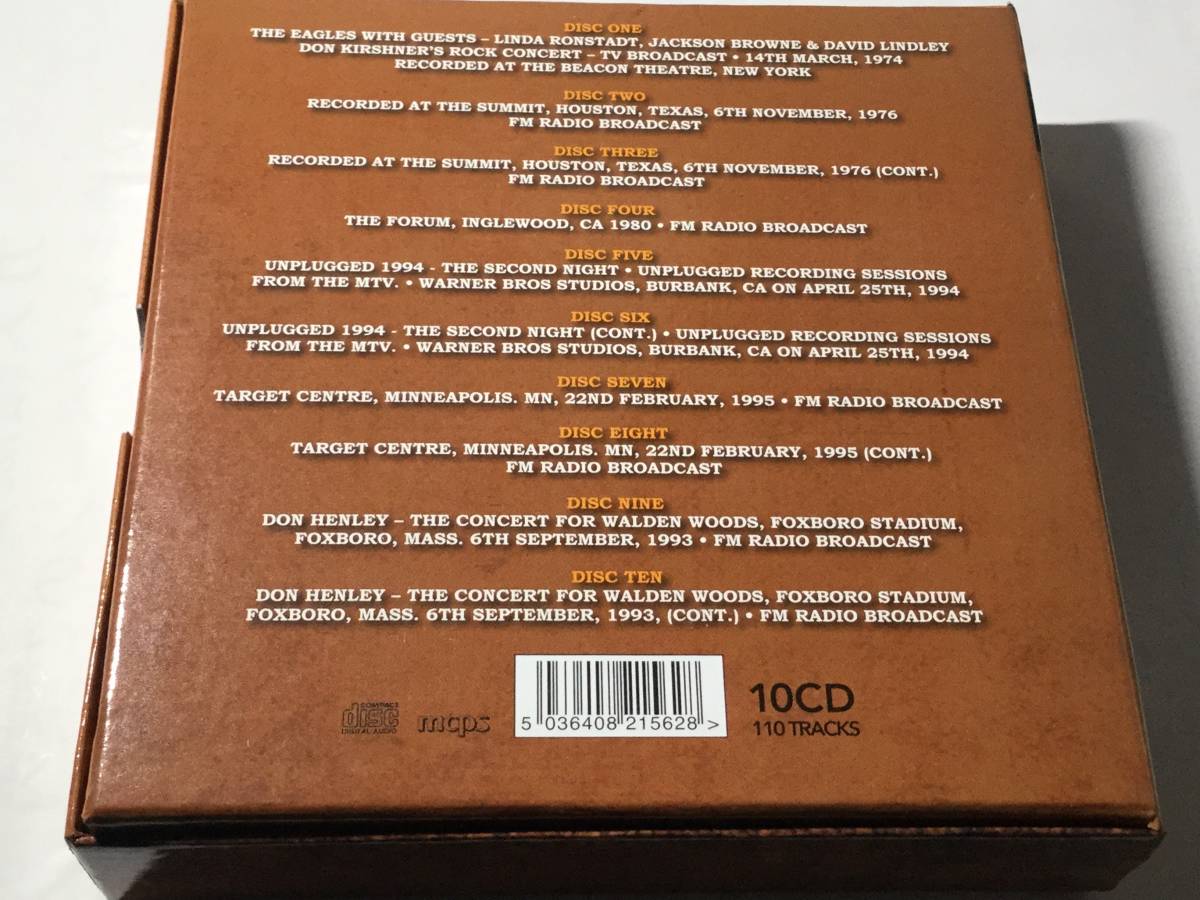 DISC ONE
THE EAGLES WITH GUESTS – LINDA RONSTADT, JACKSON BROWNE & DAVID LINDLEY
DON KIRSHNER'S ROCK CONCERT – TV BROADCAST • 14TH MARCH, 1974
RECORDED AT THE BEACON THEATRE, NEW YORK
DISC TWO
RECORDED AT THE SUMMIT, HOUSTON, TEXAS, 6TH NOVEMBER, 1976
FM RADIO BROADCAST
DISC THREE
RECORDED AT THE SUMMIT, HOUSTON, TEXAS, 6TH NOVEMBER, 1976 (CONT.)
FM RADIO BROADCAST
DISC FOUR
THE FORUM, INGLEWOOD, CA 1980 • FM RADIO BROADCAST
DISC FIVE
UNPLUGGED 1994 - THE SECOND NIGHT • UNPLUGGED RECORDING SESSIONS
FROM THE MTV. • WARNER BROS STUDIOS, BURBANK, CA ON APRIL 25TH, 1994
DISC SIX
UNPLUGGED 1994 - THE SECOND NIGHT (CONT.) • UNPLUGGED RECORDING SESSIONS
FROM THE MTV. • WARNER BROS STUDIOS, BURBANK, CA ON APRIL 25TH, 1994
DISC SEVEN
TARGET CENTRE, MINNEAPOLIS. MN, 22ND FEBRUARY, 1995 • FM RADIO BROADCAST
DISC EIGHT
TARGET CENTRE, MINNEAPOLIS. MN, 22ND FEBRUARY, 1995 (CONT.)
FM RADIO BROADCAST
DISC NINE
DON HENLEY – THE CONCERT FOR WALDEN WOODS, FOXBORO STADIUM,
FOXBORO, MASS. 6TH SEPTEMBER, 1993 • FM RADIO BROADCAST
DISC TEN
DON HENLEY – THE CONCERT FOR WALDEN WOODS, FOXBORO STADIUM,
FOXBORO, MASS. 6TH SEPTEMBER, 1993, (CONT.) • FM RADIO BROADCAST
COMPACT
disc
DIGITAL AUDIO
mcps
5 036408 215628 >
10CD
110 TRACKS